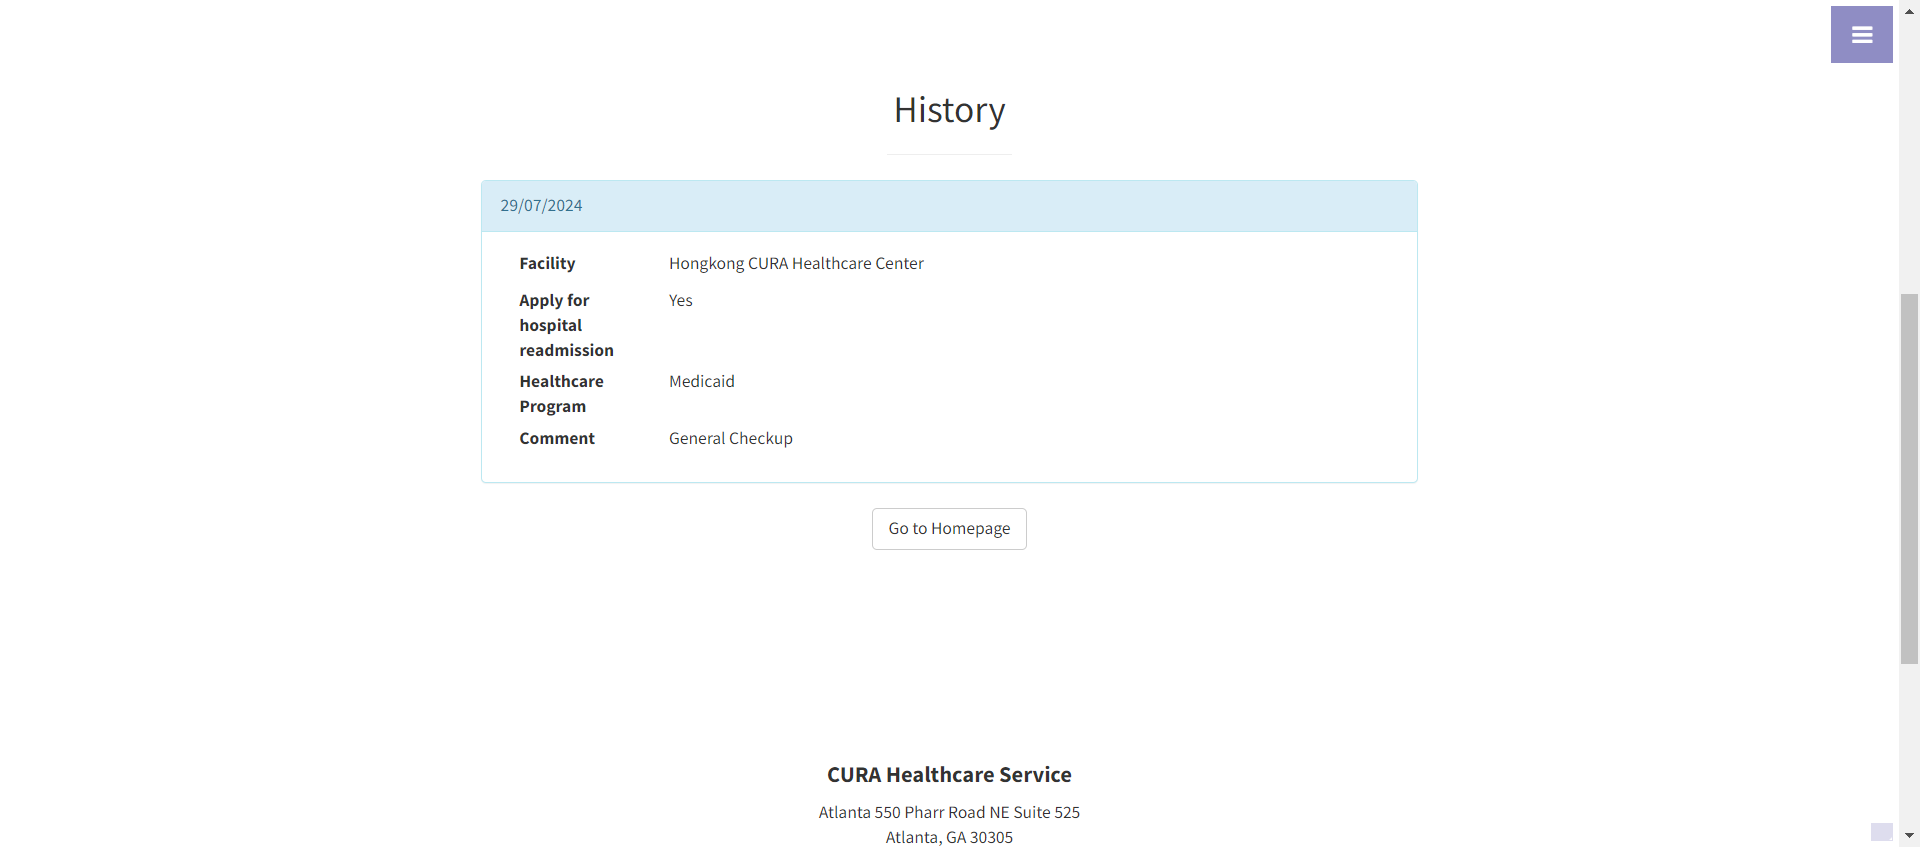 History
29/07/2024
Facility
Hongkong CURA Healthcare Center
Apply for
hospital
readmission
Yes
Healthcare
Program
Medicaid
Comment
General Checkup
Go to Homepage
CURA Healthcare Service
Atlanta 550 Pharr Road NE Suite 525
Atlanta, GA 30305